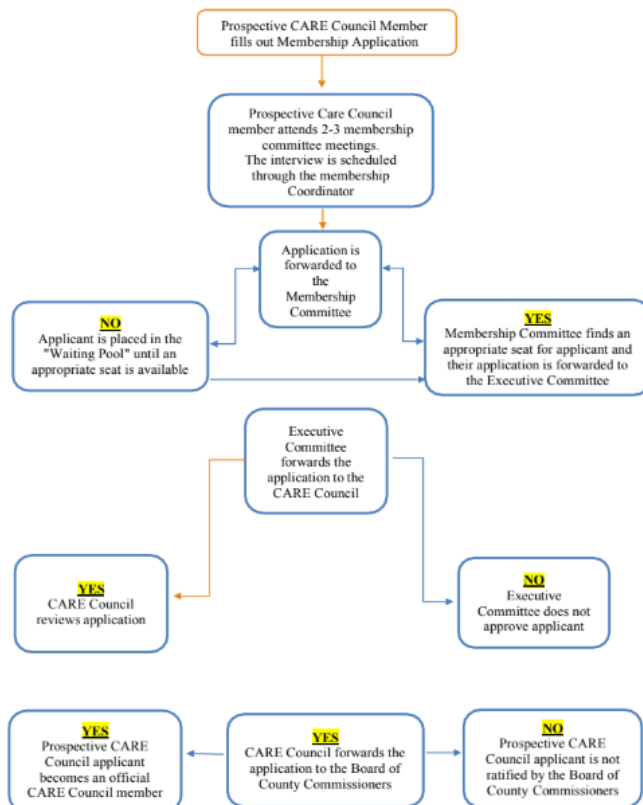 Prospective CARE Council Member
fills out Membership Application
Prospective Care Council
member attends 2-3 membership
committee meetings.
The interview is scheduled
through the membership
Coordinator
Application is
forwarded to
the
Membership
Committee
NO
Applicant is placed in the
"Waiting Pool" until an
appropriate seat is available
YES
Membership Committee finds an
appropriate seat for applicant and
their application is forwarded to
the Executive Committee
Executive
Committee
forwards the
application to the
CARE Council
YES
CARE Council
reviews application
NO
Executive
Committee does not
approve applicant
YES
Prospective CARE
Council applicant
becomes an official
CARE Council member
YES
CARE Council forwards the
application to the Board of
County Commissioners
NO
Prospective CARE
Council applicant is not
ratified by the Board of
County Commissioners